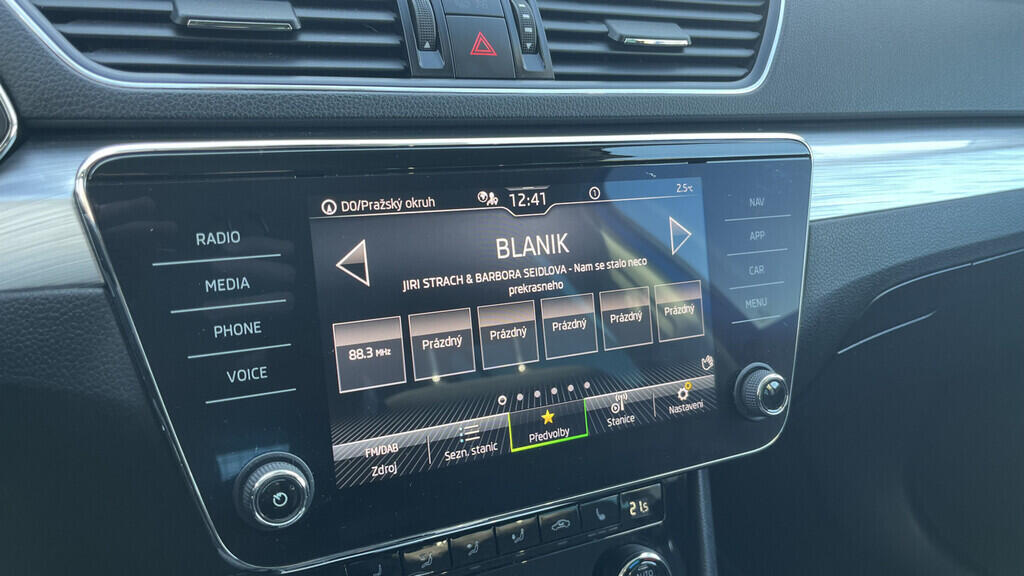 D0/Pražský okruh
12:41
2.5°C
RADIO
MEDIA
PHONE
VOICE
BLANIK
JIRI STRACH & BARBORA SEIDLOVA - Nam se stalo neco
prekrasneho
88.3 MHz
Prázdný
Prázdný
Prázdný
Prázdný
Prázdný
FM/DAB
Zdroj
Sezn. stanic
Předvolby
Stanice
Nastavení
NAV
APP
CAR
MENU
21.5
AUTO